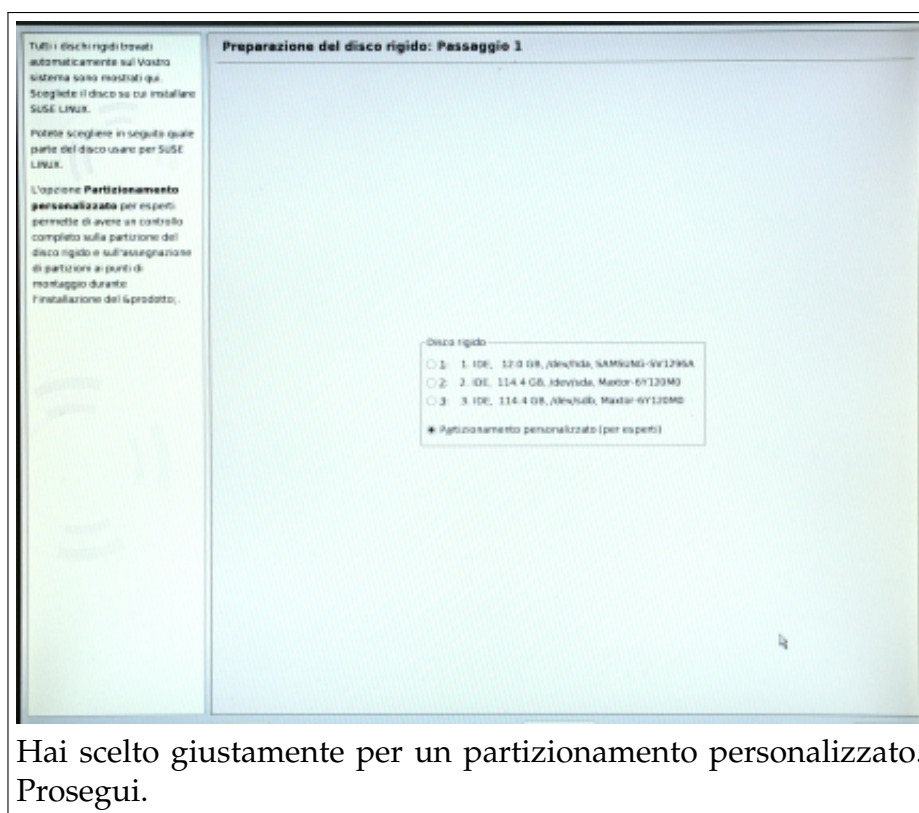 Tutti i dischi rigidi trovati
automaticamente sul Vostro
sistema sono mostrati qui.
Scegliete il disco su cui installare
SUSE LINUX.
Potete scegliere in seguito quale
parte del disco usare per SUSE
LINUX.
L'opzione Partizionamento
personalizzato per esperti
permette di avere un controllo
completo sulla partizione del
disco rigido e sull'assegnazione
di partizioni ai punti di
montaggio durante
l'installazione del &prodotto;.
Preparazione del disco rigido: Passaggio 1
Disco rigido
1: 1. IDE, 12.0 GB, /dev/hda, SAMSUNG-SV1296A
2: 2. IDE, 114.4 GB, /dev/sda, Maxtor-6Y120M0
3: 3. IDE, 114.4 GB, /dev/sdb, Maxtor-6Y120M0
Partizionamento personalizzato (per esperti)
Hai scelto giustamente per un partizionamento personalizzato.
Prosegui.